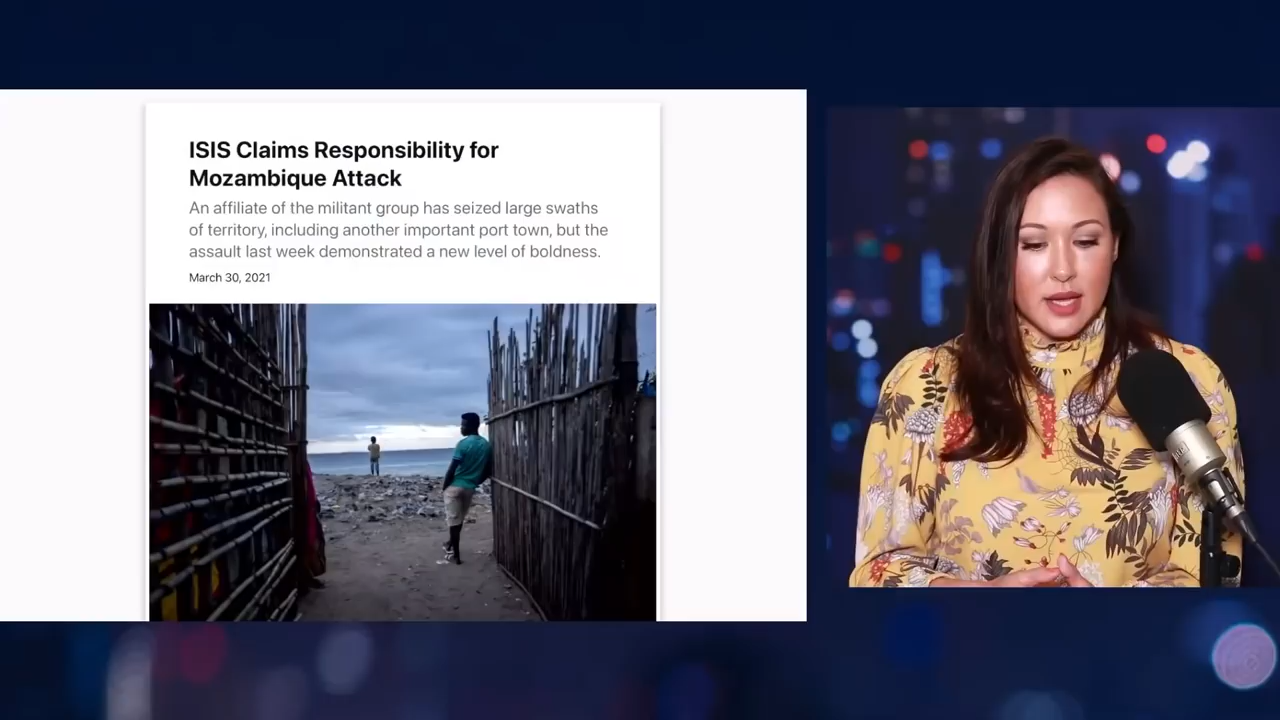 ISIS Claims Responsibility for
Mozambique Attack
An affiliate of the militant group has seized large swaths
of territory, including another important port town, but the
assault last week demonstrated a new level of boldness.
March 30, 2021